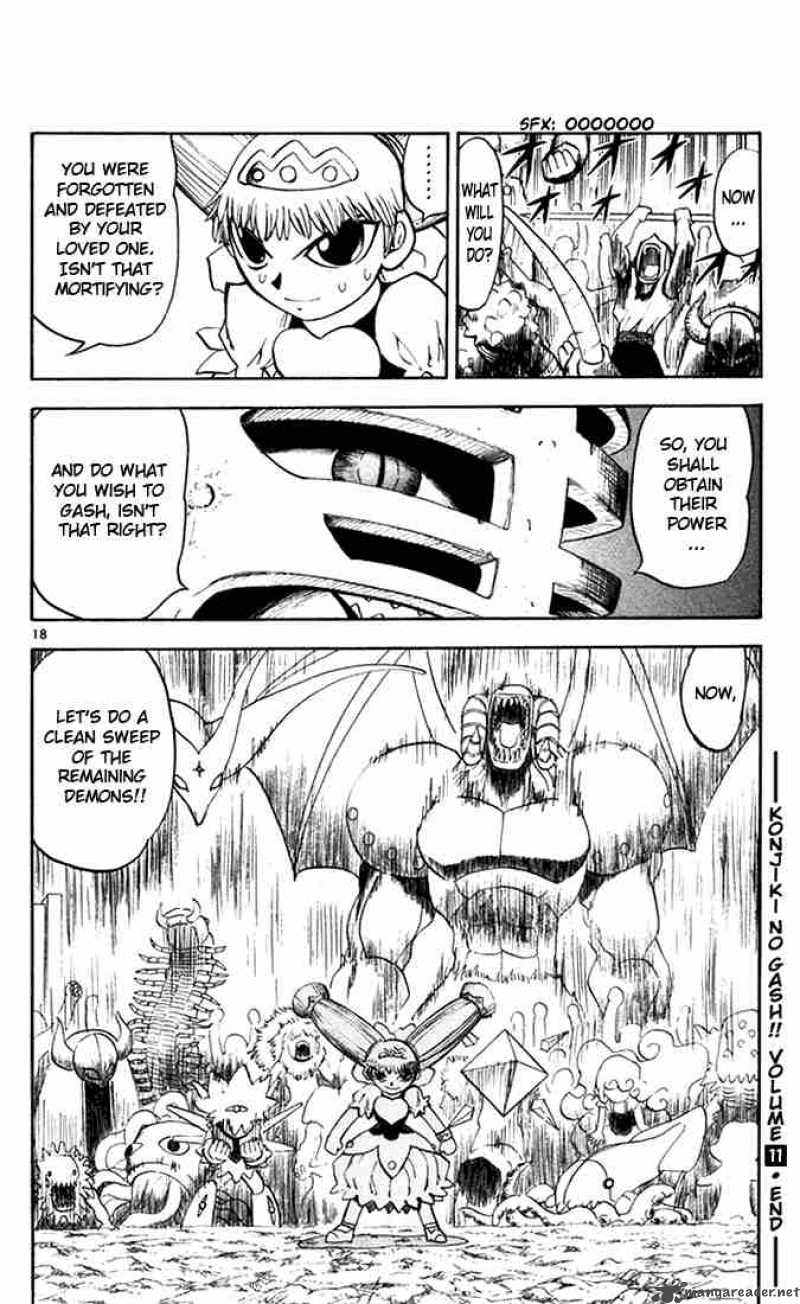 SFX: OOOOOOO
NOW
...
WHAT
WILL
YOU
DO?
......
YOU WERE
FORGOTTEN
AND DEFEATED
BY YOUR
LOVED ONE.
ISN'T THAT
MORTIFYING?
SO, YOU
SHALL
OBTAIN
THEIR
POWER
...
AND DO WHAT
YOU WISH TO
GASH, ISN'T
THAT RIGHT?
18
NOW,
LET'S DO A
CLEAN SWEEP
OF THE
REMAINING
DEMONS!!
KONJIKI NO GASH!! VOLUME 11 • END
mangareader.net